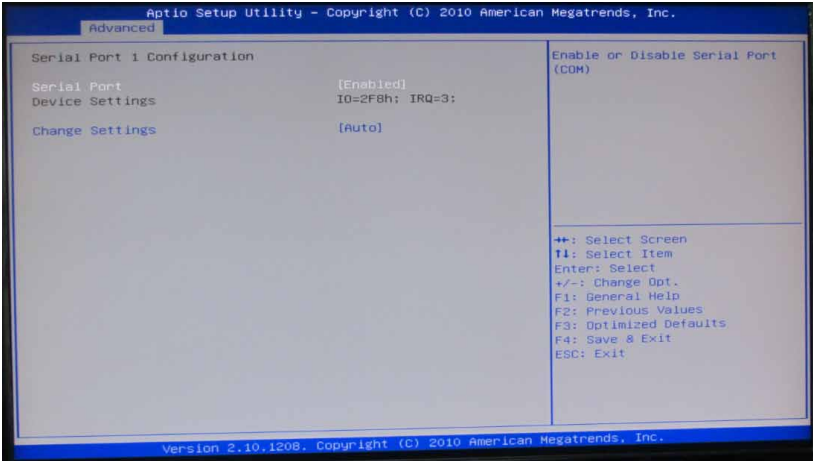 Aptio Setup Utility – Copyright (C) 2010 American Megatrends, Inc.
Advanced
Serial Port 1 Configuration
Serial Port [Enabled]
Device Settings IO=2F8h; IRQ=3;
Change Settings [Auto]
Enable or Disable Serial Port
(COM)
→←: Select Screen
↑↓: Select Item
Enter: Select
+/-: Change Opt.
F1: General Help
F2: Previous Values
F3: Optimized Defaults
F4: Save & Exit
ESC: Exit
Version 2.10.1208. Copyright (C) 2010 American Megatrends, Inc.